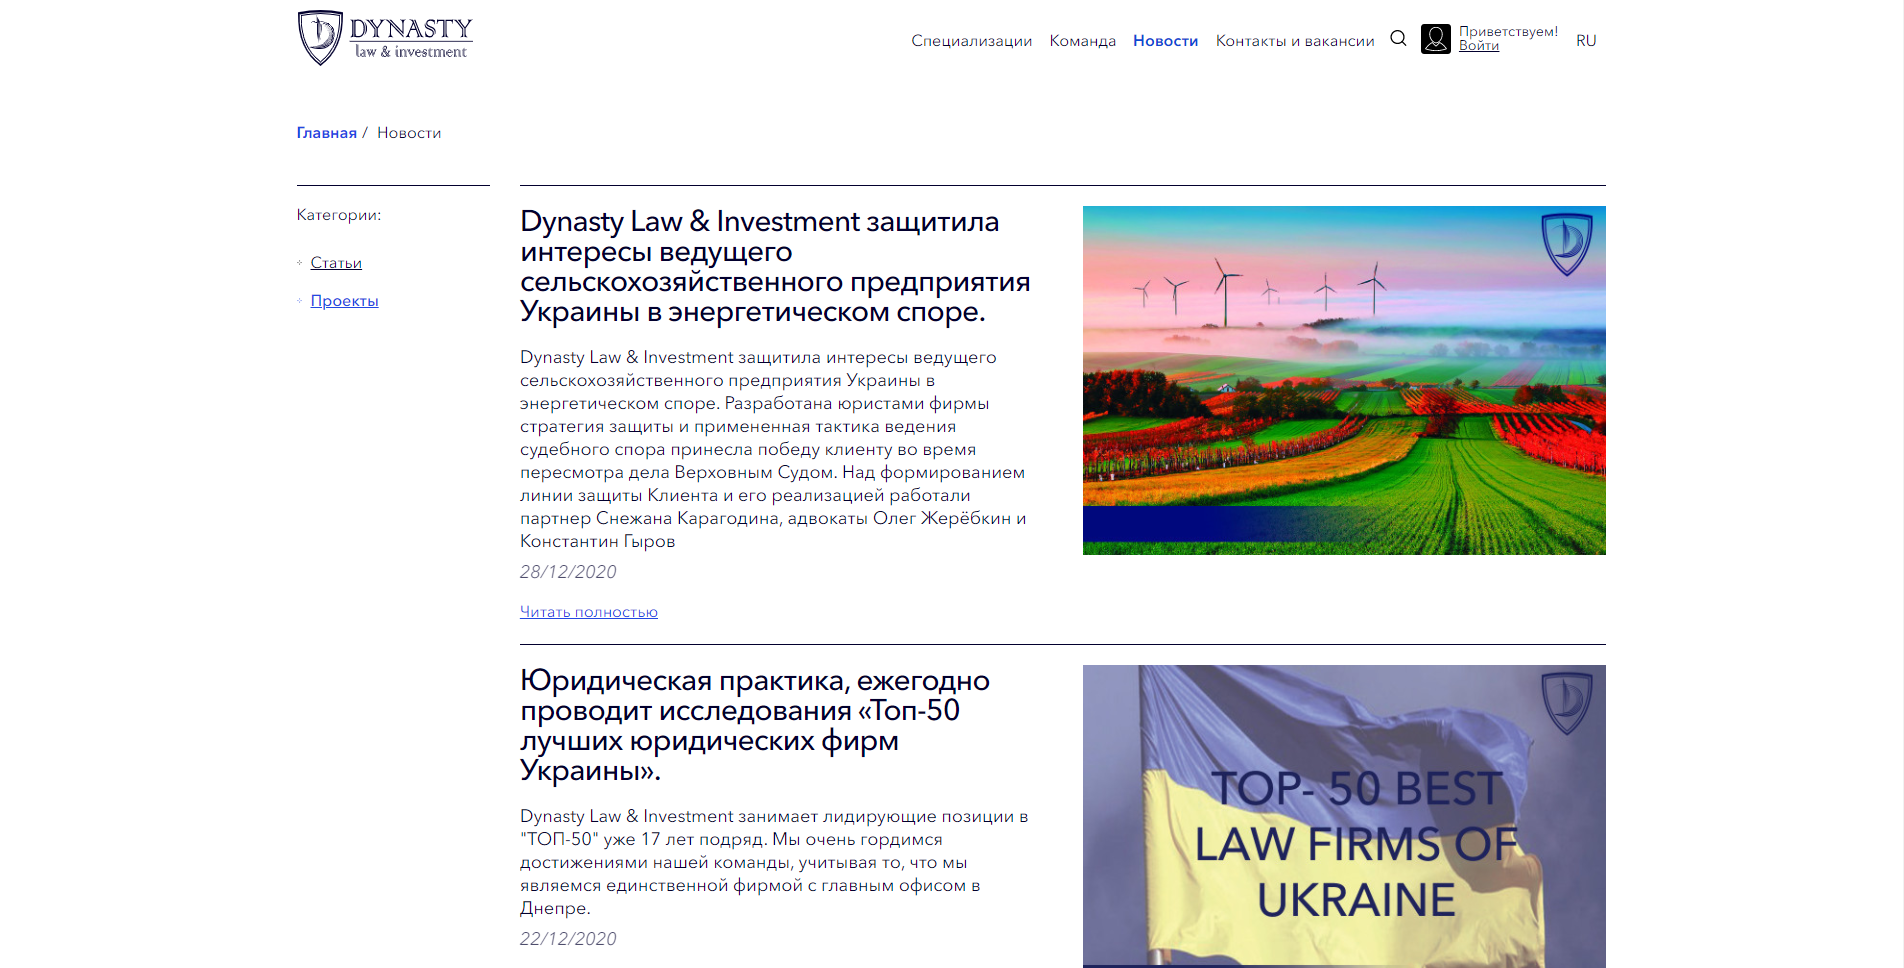 DYNASTY
law & investment
Специализации
Команда
Новости
Контакты и вакансии
Приветствуем!
Войти
RU
Главная / Новости
Категории:
Статьи
Проекты
Dynasty Law & Investment защитила
интересы ведущего
сельскохозяйственного предприятия
Украины в энергетическом споре.
Dynasty Law & Investment защитила интересы ведущего
сельскохозяйственного предприятия Украины в
энергетическом споре. Разработана юристами фирмы
стратегия защиты и примененная тактика ведения
судебного спора принесла победу клиенту во время
пересмотра дела Верховным Судом. Над формированием
линии защиты Клиента и его реализацией работали
партнер Снежана Карагодина, адвокаты Олег Жерёбкин и
Константин Гыров
28/12/2020
Читать полностью
Юридическая практика, ежегодно
проводит исследования «Топ-50
лучших юридических фирм
Украины».
Dynasty Law & Investment занимает лидирующие позиции в
"ТОП-50" уже 17 лет подряд. Мы очень гордимся
достижениями нашей команды, учитывая то, что мы
являемся единственной фирмой с главным офисом в
Днепре.
22/12/2020
TOP- 50 BEST
LAW FIRMS OF
UKRAINE